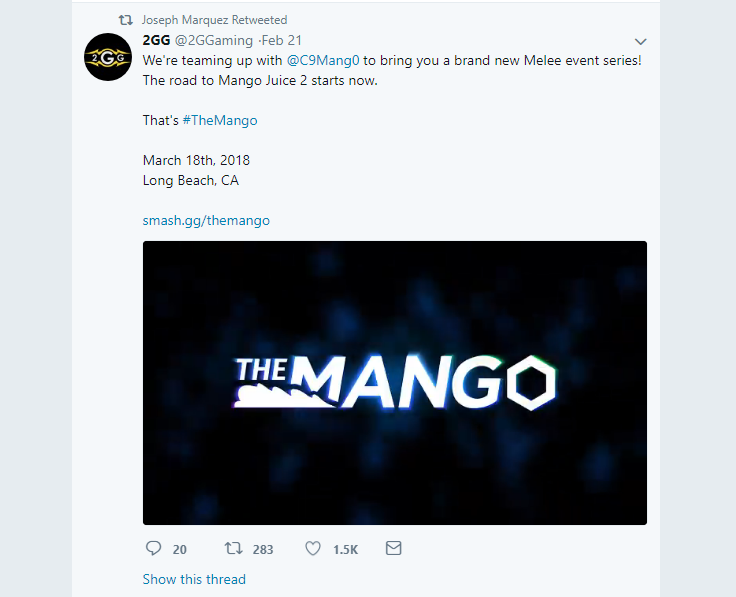 Joseph Marquez Retweeted
2GG @2GGaming ·Feb 21
We're teaming up with @C9Mang0 to bring you a brand new Melee event series!
The road to Mango Juice 2 starts now.
That's #TheMango
March 18th, 2018
Long Beach, CA
smash.gg/themango
THE MANGO
20 283 1.5K
Show this thread
2GG